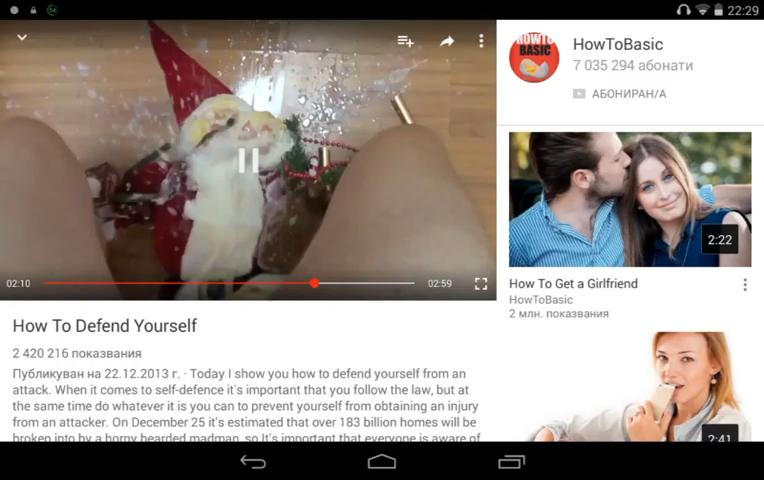 22:29
HOWTO
BASIC
HowToBasic
7 035 294 абонати
АБОНИРАН/А
02:10
02:59
2:22
How To Get a Girlfriend
HowToBasic
2 млн. показвания
2:41
How To Defend Yourself
2 420 216 показвания
Публикуван на 22.12.2013 г. · Today I show you how to defend yourself from an
attack. When it comes to self-defence it's important that you follow the law, but at
the same time do whatever it is you can to prevent yourself from obtaining an injury
from an attacker. On December 25 it's estimated that over 183 billion homes will be
broken into by a horny bearded madman, so It's important that everyone is aware of